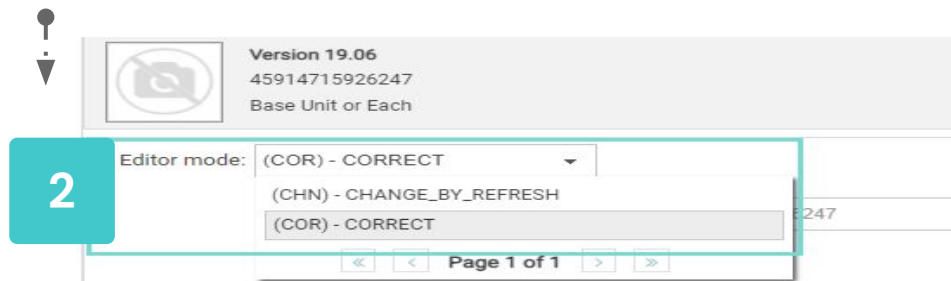 Version 19.06
45914715926247
Base Unit or Each
2
Editor mode: (COR) - CORRECT
(CHN) - CHANGE_BY_REFRESH
6247
(COR) - CORRECT
« < Page 1 of 1 > »